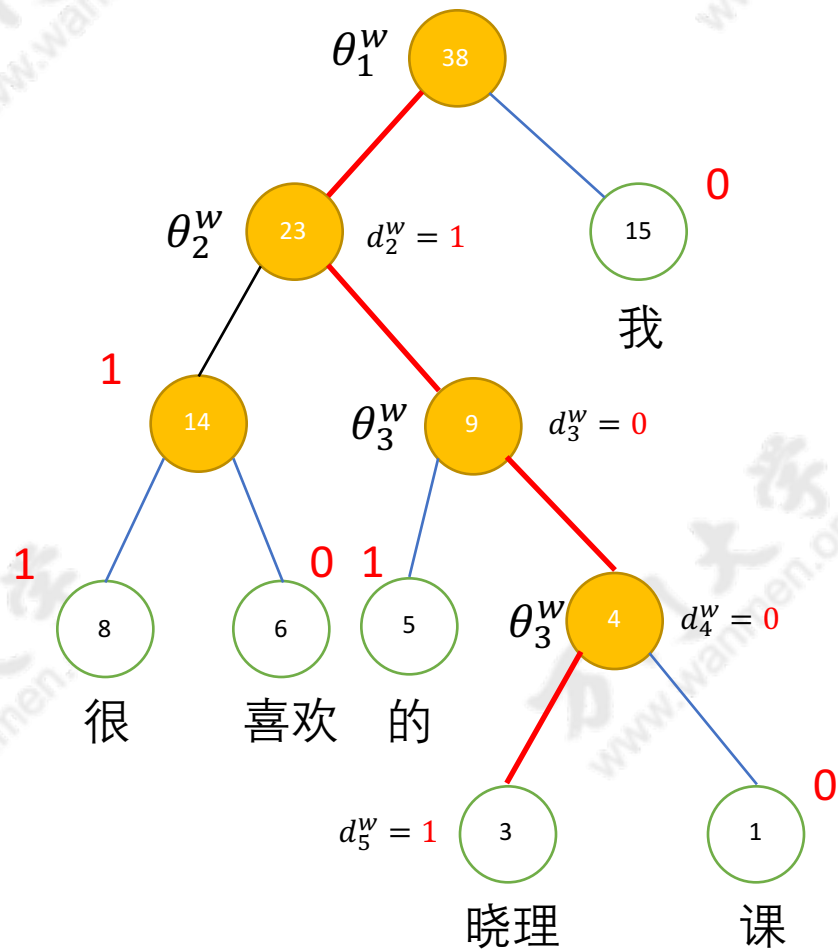 θ₁ʷ 38
0
θ₂ʷ 23 d₂ʷ = 1 15
我
1
14 θ₃ʷ 9 d₃ʷ = 0
1 0 1
8 6 5 θ₃ʷ 4 d₄ʷ = 0
很 喜欢 的
0
d₅ʷ = 1 3 1
晓理 课